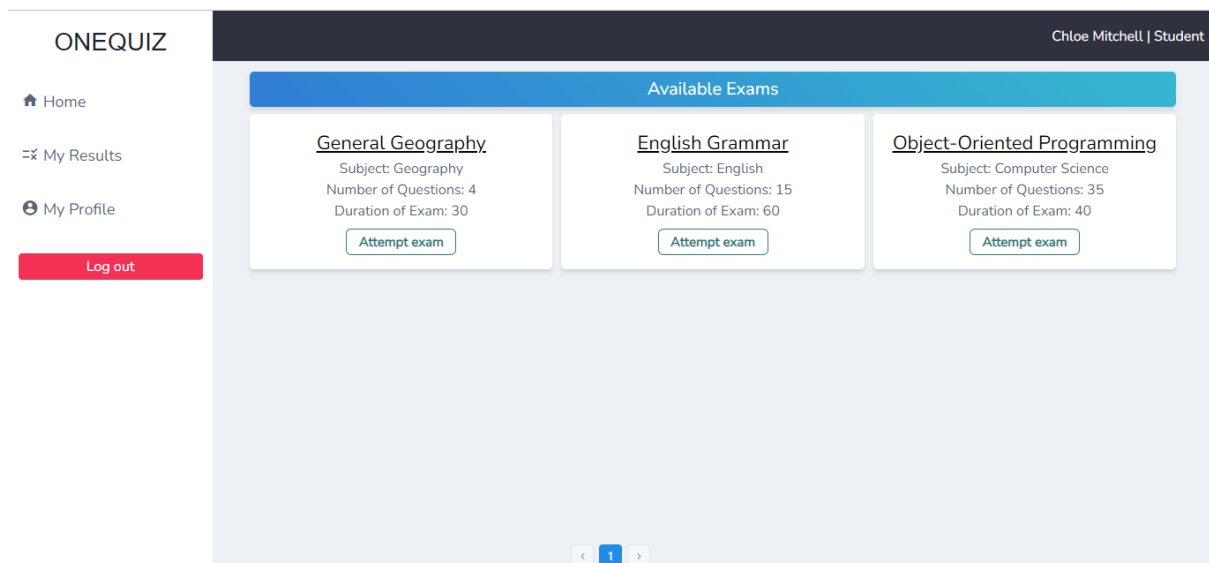 ONEQUIZ
Chloe Mitchell | Student
Home
My Results
My Profile
Log out
Available Exams
General Geography
Subject: Geography
Number of Questions: 4
Duration of Exam: 30
Attempt exam
English Grammar
Subject: English
Number of Questions: 15
Duration of Exam: 60
Attempt exam
Object-Oriented Programming
Subject: Computer Science
Number of Questions: 35
Duration of Exam: 40
Attempt exam
1